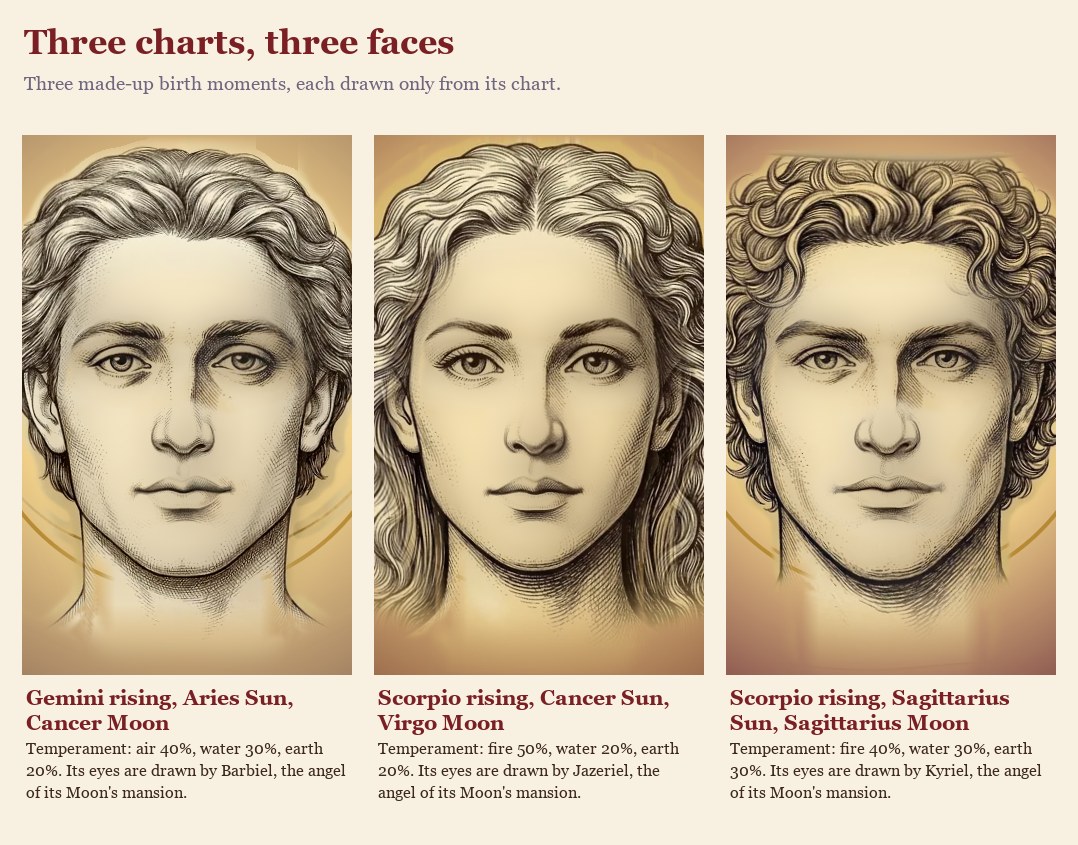 Three charts, three faces
Three made-up birth moments, each drawn only from its chart.
Gemini rising, Aries Sun,
Cancer Moon
Temperament: air 40%, water 30%, earth
20%. Its eyes are drawn by Barbiel, the angel
of its Moon's mansion.
Scorpio rising, Cancer Sun,
Virgo Moon
Temperament: fire 50%, water 20%, earth
20%. Its eyes are drawn by Jazeriel, the
angel of its Moon's mansion.
Scorpio rising, Sagittarius
Sun, Sagittarius Moon
Temperament: fire 40%, water 30%, earth
30%. Its eyes are drawn by Kyriel, the angel
of its Moon's mansion.